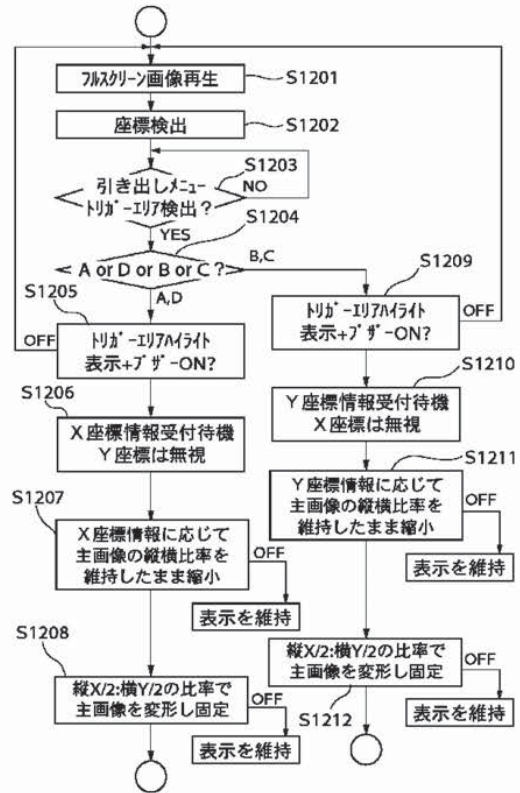 フルスクリーン画像再生
S1201
座標検出
S1202
引き出しメニュー
トリガーエリア検出？
S1203
NO
YES
S1204
A or D or B or C？
B,C
A,D
S1205
トリガーエリアハイライト
表示+ブザーON?
OFF
S1206
X座標情報受付待機
Y座標は無視
S1207
X座標情報に応じて
主画像の縦横比率を
維持したまま縮小
OFF
表示を維持
S1208
縦X/2:横Y/2の比率で
主画像を変形し固定
OFF
表示を維持
S1209
トリガーエリアハイライト
表示+ブザーON?
OFF
S1210
Y座標情報受付待機
X座標は無視
S1211
Y座標情報に応じて
主画像の縦横比率を
維持したまま縮小
OFF
表示を維持
縦X/2:横Y/2の比率で
主画像を変形し固定
OFF
S1212
表示を維持